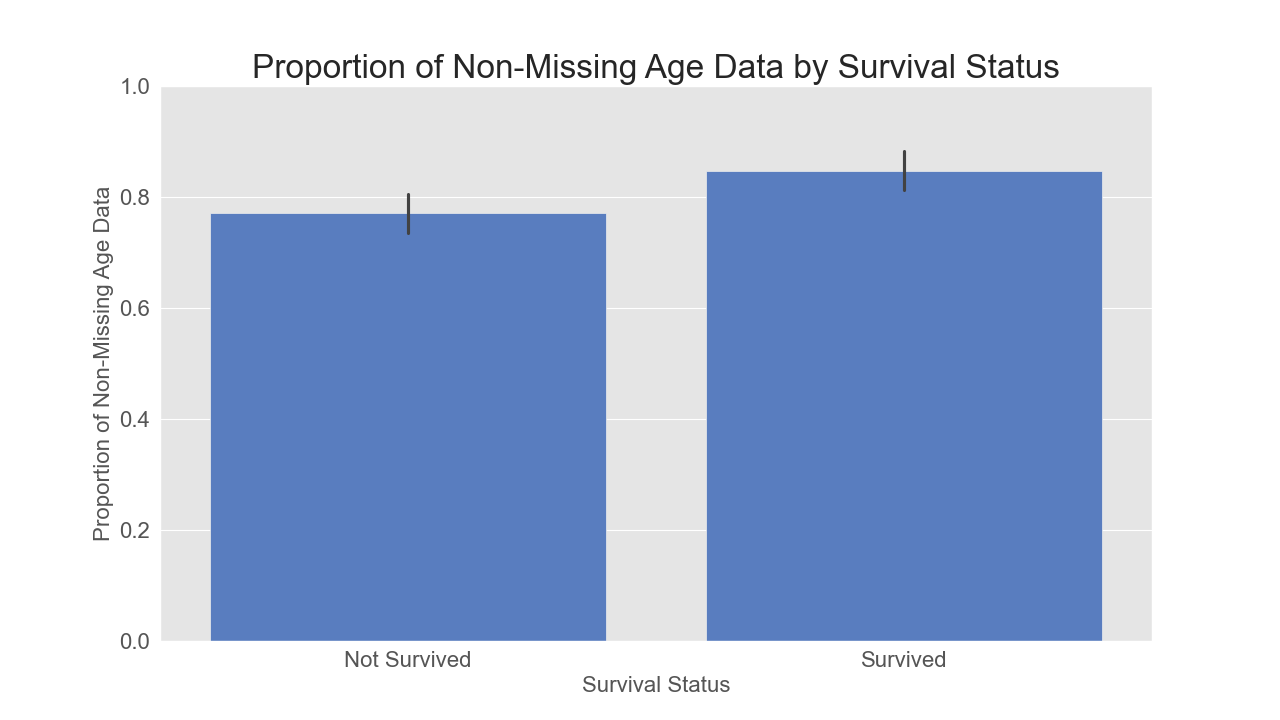 Proportion of Non-Missing Age Data by Survival Status
Proportion of Non-Missing Age Data
1.0
0.8
0.6
0.4
0.2
0.0
Not Survived
Survived
Survival Status